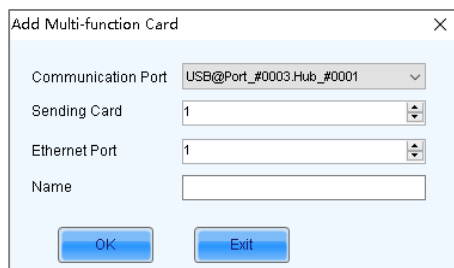 Add Multi-function Card
Communication Port USB@Port_#0003.Hub_#0001
Sending Card 1
Ethernet Port 1
Name
OK Exit